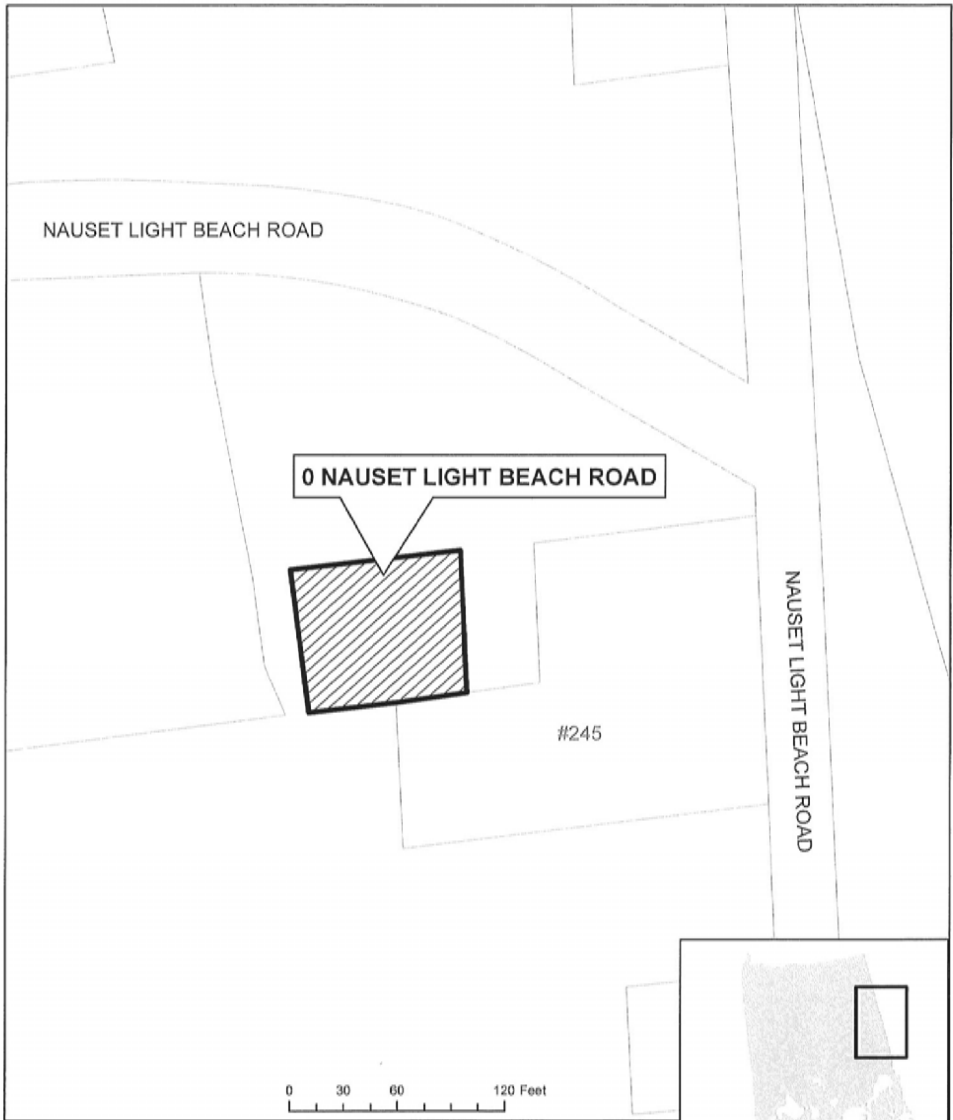 NAUSET LIGHT BEACH ROAD
0 NAUSET LIGHT BEACH ROAD
NAUSET LIGHT BEACH ROAD
#245
0 30 60 120 Feet